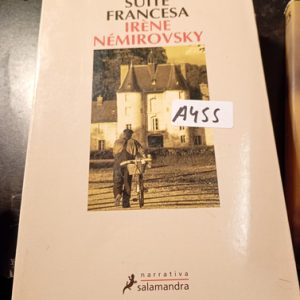 SUITE
FRANCESA
IRÈNE
NÉMIROVSKY
A455
narrativa
salamandra